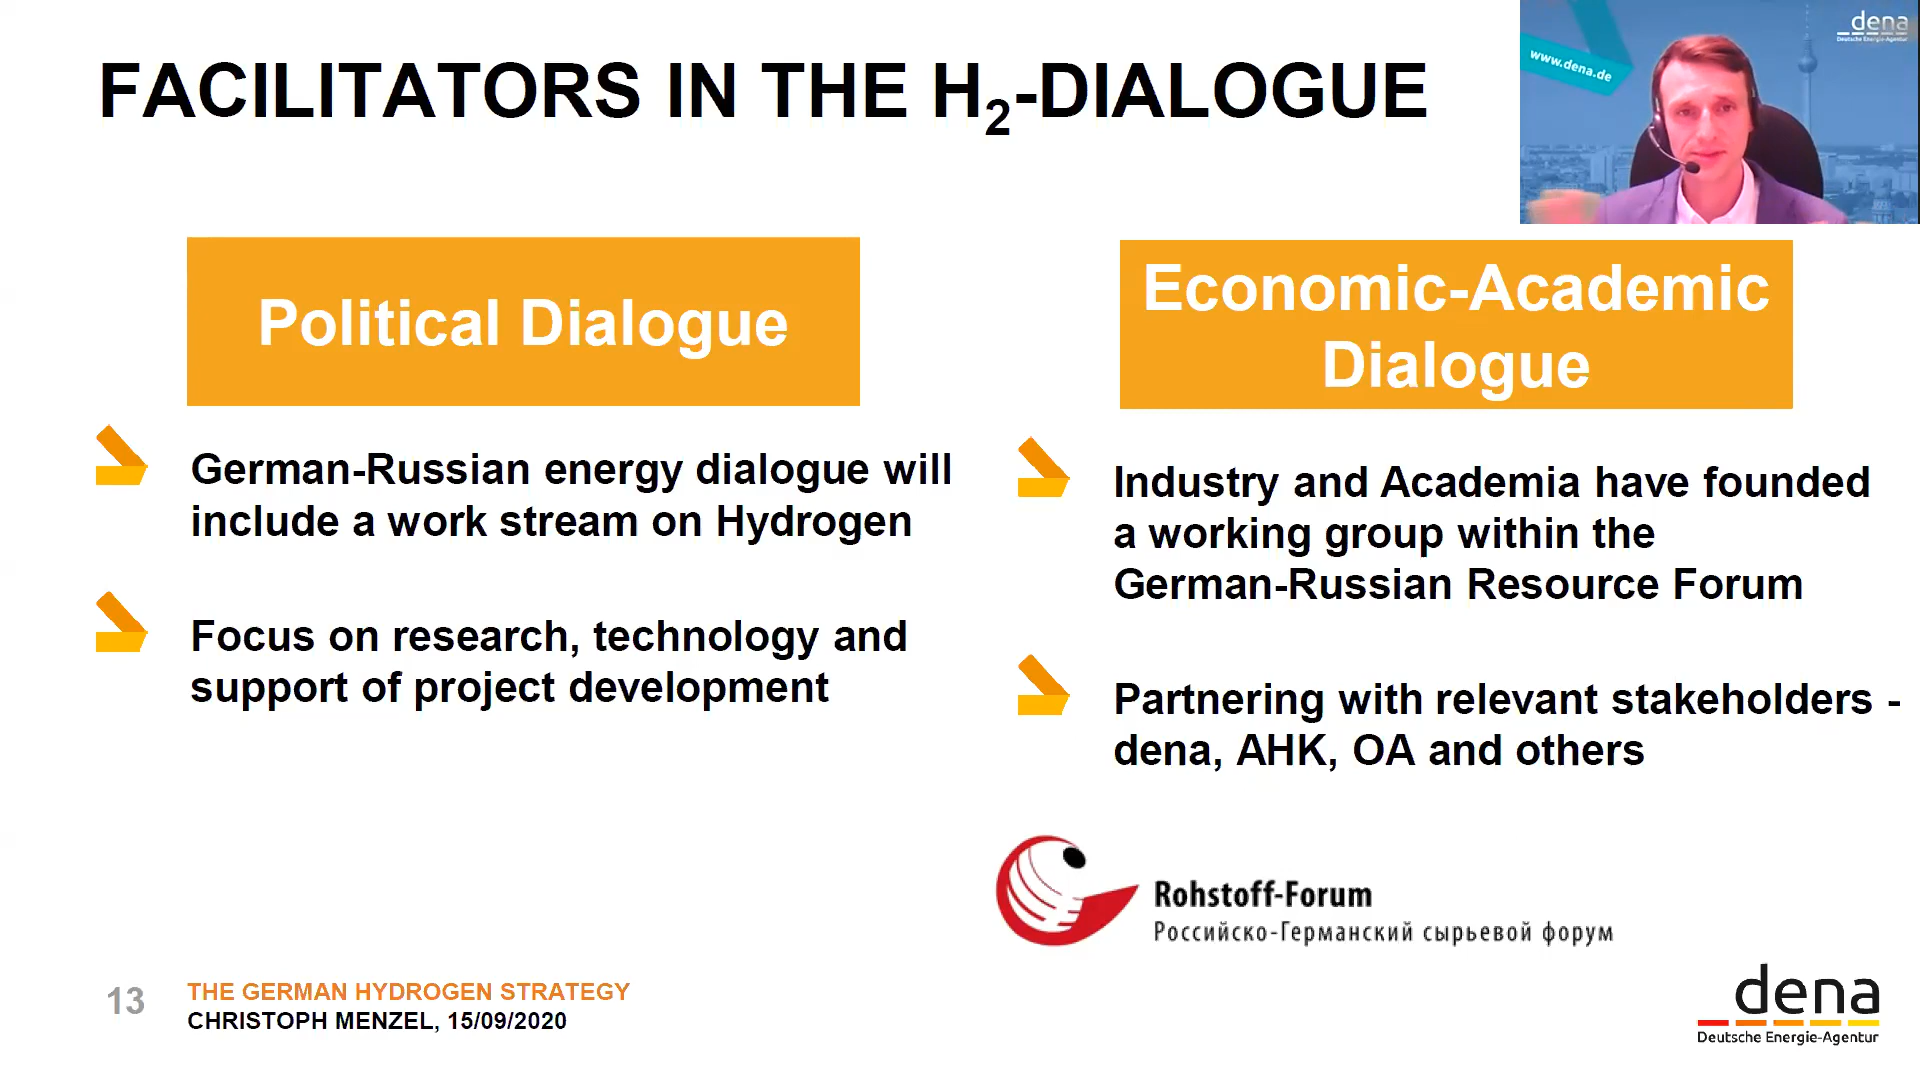 FACILITATORS IN THE H₂-DIALOGUE
www.dena.de
dena
Deutsche Energie-Agentur
Political Dialogue
German-Russian energy dialogue will
include a work stream on Hydrogen
Focus on research, technology and
support of project development
Economic-Academic
Dialogue
Industry and Academia have founded
a working group within the
German-Russian Resource Forum
Partnering with relevant stakeholders -
dena, AHK, OA and others
Rohstoff-Forum
Российско-Германский сырьевой форум
13
THE GERMAN HYDROGEN STRATEGY
CHRISTOPH MENZEL, 15/09/2020
dena
Deutsche Energie-Agentur